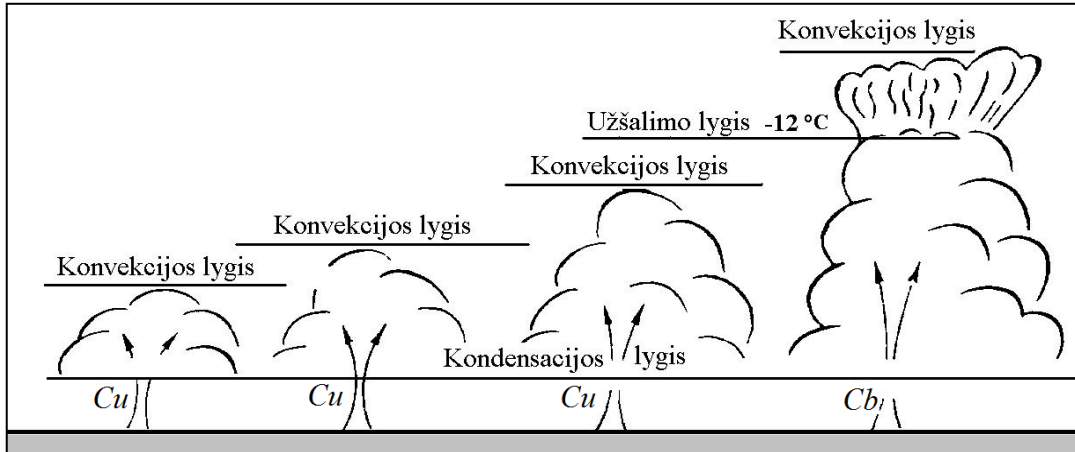 Konvekcijos lygis
Užšalimo lygis -12 °C
Konvekcijos lygis
Konvekcijos lygis
Konvekcijos lygis
Kondensacijos lygis
Cu
Cu
Cu
Cb